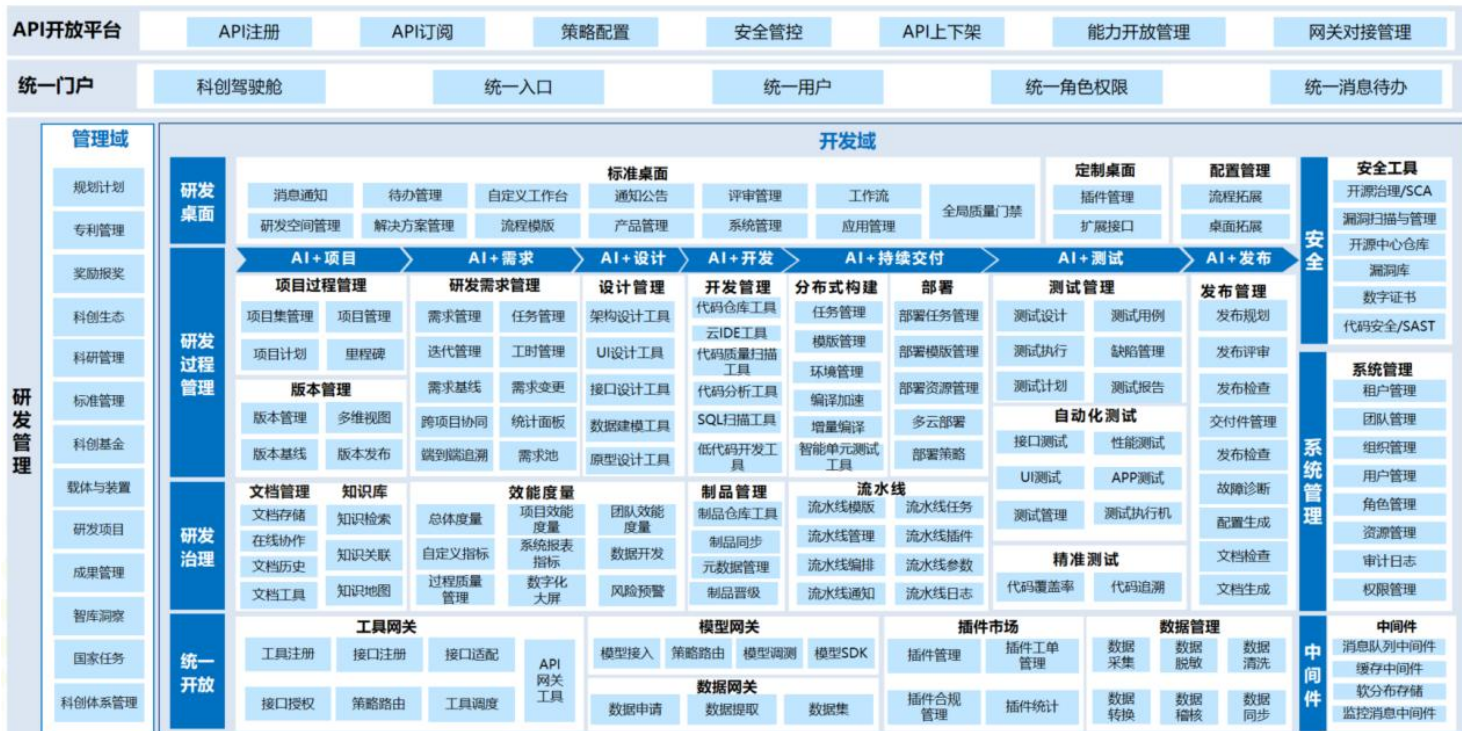 API开放平台
API注册
API订阅
策略配置
安全管控
API上下架
能力开放管理
网关对接管理
统一门户
科创驾驶舱
统一入口
统一用户
统一角色权限
统一消息待办
研发管理
管理域
规划计划
专利管理
奖励报奖
科创生态
科研管理
标准管理
科创基金
载体与装置
研发项目
成果管理
智库洞察
国家任务
科创体系管理
开发域
研发
桌面
标准桌面
消息通知
待办管理
自定义工作台
通知公告
评审管理
工作流
全局质量门禁
研发空间管理
解决方案管理
流程模版
产品管理
系统管理
应用管理
定制桌面
插件管理
扩展接口
配置管理
流程拓展
桌面拓展
研发
过程
管理
AI+项目
AI+需求
AI+设计
AI+开发
AI+持续交付
AI+测试
AI+发布
项目过程管理
项目集管理
项目管理
项目计划
里程碑
版本管理
版本管理
多维视图
版本基线
版本发布
研发需求管理
需求管理
任务管理
迭代管理
工时管理
需求基线
需求变更
跨项目协同
统计面板
端到端追溯
需求池
设计管理
架构设计工具
UI设计工具
接口设计工具
数据建模工具
原型设计工具
开发管理
代码仓库工具
云IDE工具
代码质量扫描
工具
代码分析工具
SQL扫描工具
低代码开发工
具
分布式构建
任务管理
模版管理
环境管理
编译加速
增量编译
智能单元测试
工具
部署
部署任务管理
部署模版管理
部署资源管理
多云部署
部署策略
测试管理
测试设计
测试用例
测试执行
缺陷管理
测试计划
测试报告
自动化测试
接口测试
性能测试
UI测试
APP测试
测试管理
测试执行机
精准测试
代码覆盖率
代码追溯
发布管理
发布规划
发布评审
发布检查
交付件管理
发布检查
故障诊断
配置生成
文档检查
文档生成
研发
治理
文档管理
文档存储
在线协作
文档历史
文档工具
知识库
知识检索
知识关联
知识地图
效能度量
总体度量
项目效能
度量
团队效能
度量
自定义指标
系统报表
指标
数据开发
过程质量
管理
数字化
大屏
风险预警
制品管理
制品仓库工具
制品同步
元数据管理
制品晋级
流水线
流水线模版
流水线任务
流水线管理
流水线插件
流水线编排
流水线参数
流水线通知
流水线日志
统一
开放
工具网关
工具注册
接口注册
接口适配
接口授权
策略路由
工具调度
API
网关
工具
模型网关
模型接入
策略路由
模型调测
模型SDK
数据网关
数据申请
数据提取
数据集
插件市场
插件管理
插件工单
管理
插件合规
管理
插件统计
数据管理
数据
采集
数据
脱敏
数据
清洗
数据
转换
数据
稽核
数据
同步
安全
安全工具
开源治理/SCA
漏洞扫描与管理
开源中心仓库
漏洞库
数字证书
代码安全/SAST
系统管理
系统管理
租户管理
团队管理
组织管理
用户管理
角色管理
资源管理
审计日志
权限管理
中间件
中间件
消息队列中间件
缓存中间件
软分布存储
监控消息中间件